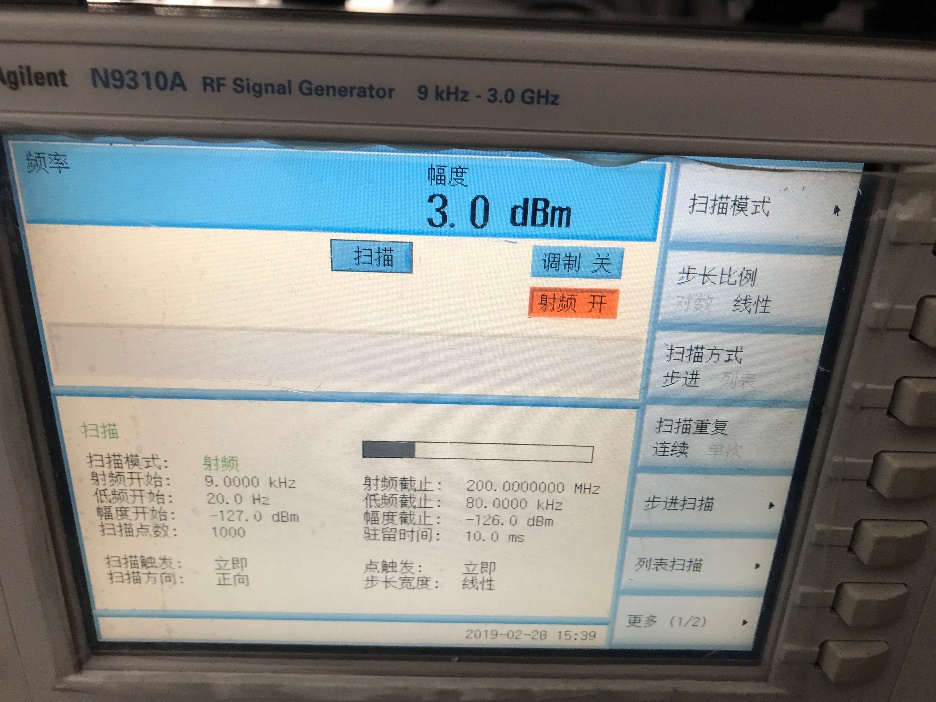 Agilent N9310A RF Signal Generator 9 kHz - 3.0 GHz
频率
幅度
3.0 dBm
扫描
调制 关
射频 开
扫描
扫描模式: 射频
射频开始: 9.0000 kHz
低频开始: 20.0 Hz
幅度开始: -127.0 dBm
扫描点数: 1000
射频截止: 200.0000000 MHz
低频截止: 80.0000 kHz
幅度截止: -126.0 dBm
驻留时间: 10.0 ms
扫描触发: 立即
扫描方向: 正向
点触发: 立即
步长宽度: 线性
2019-02-28 15:39
扫描模式
步长比例
对数 线性
扫描方式
步进 列表
扫描重复
连续 单次
步进扫描
列表扫描
更多 (1/2)